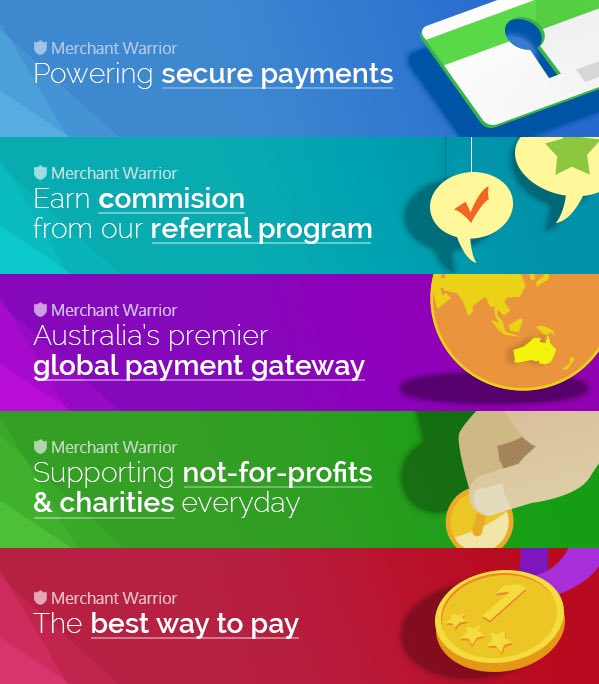 Merchant Warrior
Powering secure payments
Merchant Warrior
Earn commision
from our referral program
Merchant Warrior
Australia's premier
global payment gateway
Merchant Warrior
Supporting not-for-profits
& charities everyday
Merchant Warrior
The best way to pay
1